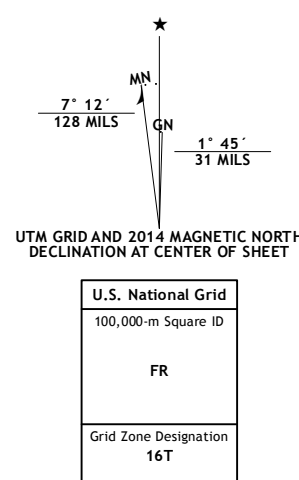 ★
MN
7° 12´
128 MILS
GN
1° 45´
31 MILS
UTM GRID AND 2014 MAGNETIC NORTH
DECLINATION AT CENTER OF SHEET
U.S. National Grid
100,000-m Square ID
FR
Grid Zone Designation
16T